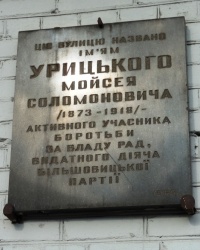 ЦЮ ВУЛИЦЮ НАЗВАНО
ІМ'ЯМ
УРИЦЬКОГО
МОЙСЕЯ
СОЛОМОНОВИЧА
/1873-1918/-
АКТИВНОГО УЧАСНИКА
БОРОТЬБИ
ЗА ВЛАДУ РАД,
ВИДАТНОГО ДІЯЧА
БІЛЬШОВИЦЬКОЇ
ПАРТІЇ